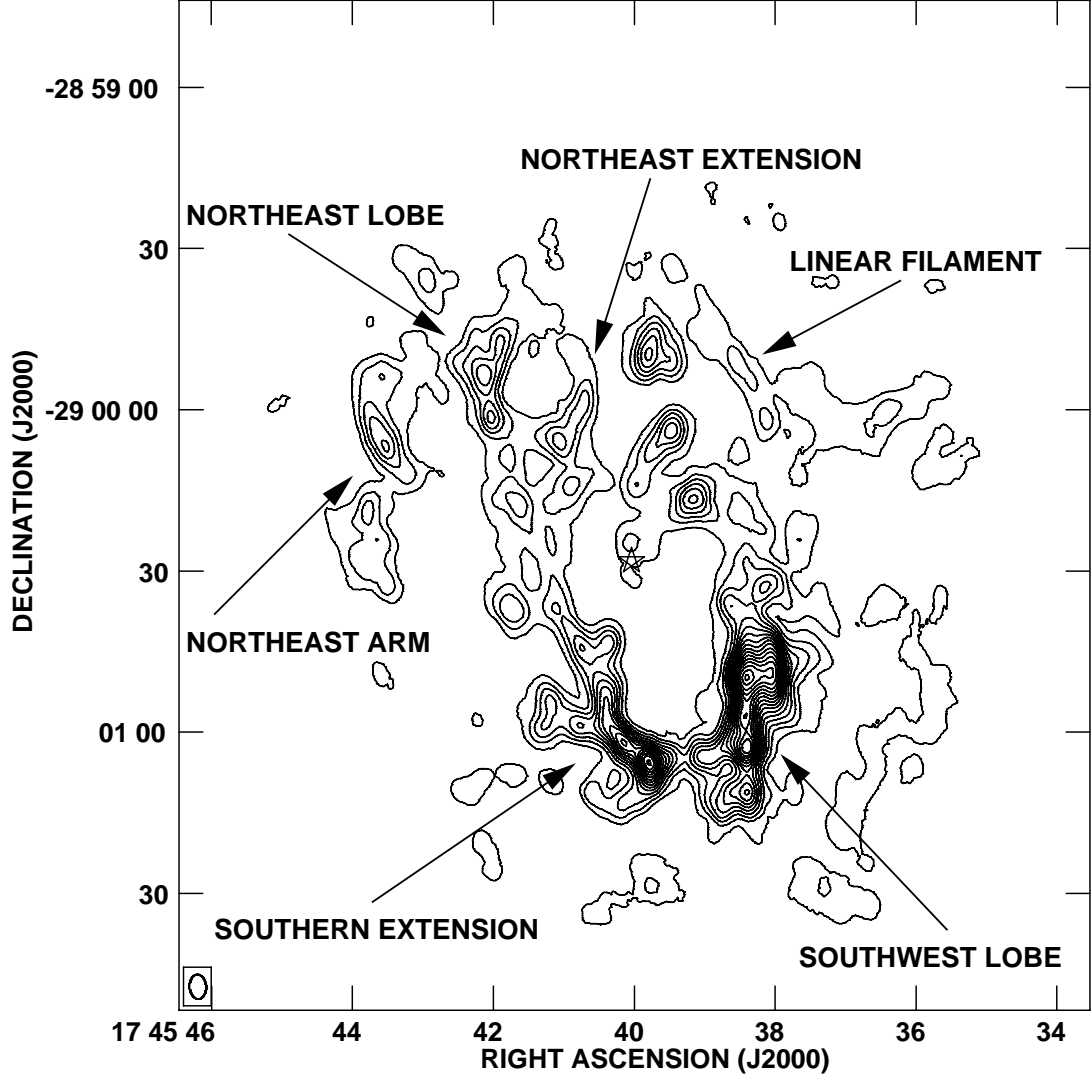 -28 59 00
NORTHEAST EXTENSION
NORTHEAST LOBE
30
LINEAR FILAMENT
-29 00 00
DECLINATION (J2000)
30
NORTHEAST ARM
01 00
30
SOUTHERN EXTENSION
SOUTHWEST LOBE
17 45 46 44 42 40 38 36 34
RIGHT ASCENSION (J2000)